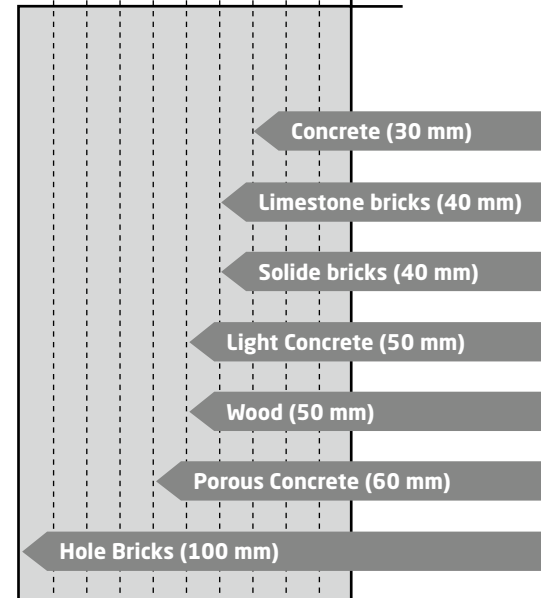 Concrete (30 mm)
Limestone bricks (40 mm)
Solide bricks (40 mm)
Light Concrete (50 mm)
Wood (50 mm)
Porous Concrete (60 mm)
Hole Bricks (100 mm)